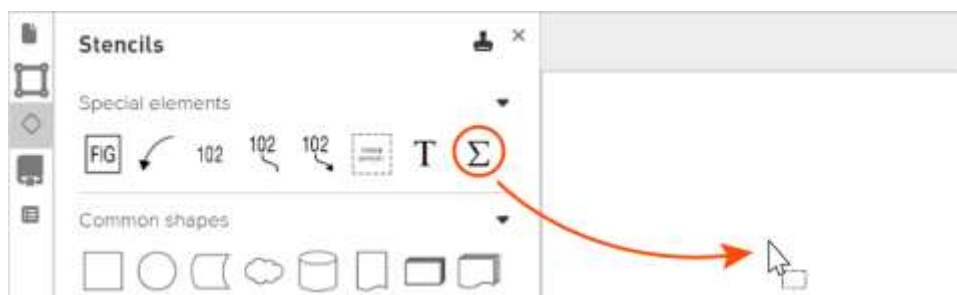 Stencils
Special elements
FIG 102 102 102 T Σ
Common shapes